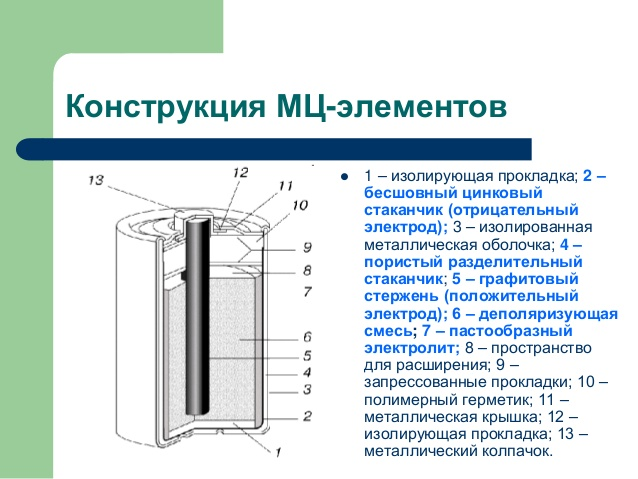 Конструкция МЦ-элементов
13
12
11
10
9
8
7
6
5
4
3
2
1
1 – изолирующая прокладка; 2 –
бесшовный цинковый
стаканчик (отрицательный
электрод); 3 – изолированная
металлическая оболочка; 4 –
пористый разделительный
стаканчик; 5 – графитовый
стержень (положительный
электрод); 6 – деполяризующая
смесь; 7 – пастообразный
электролит; 8 – пространство
для расширения; 9 –
запрессованные прокладки; 10 –
полимерный герметик; 11 –
металлическая крышка; 12 –
изолирующая прокладка; 13 –
металлический колпачок.